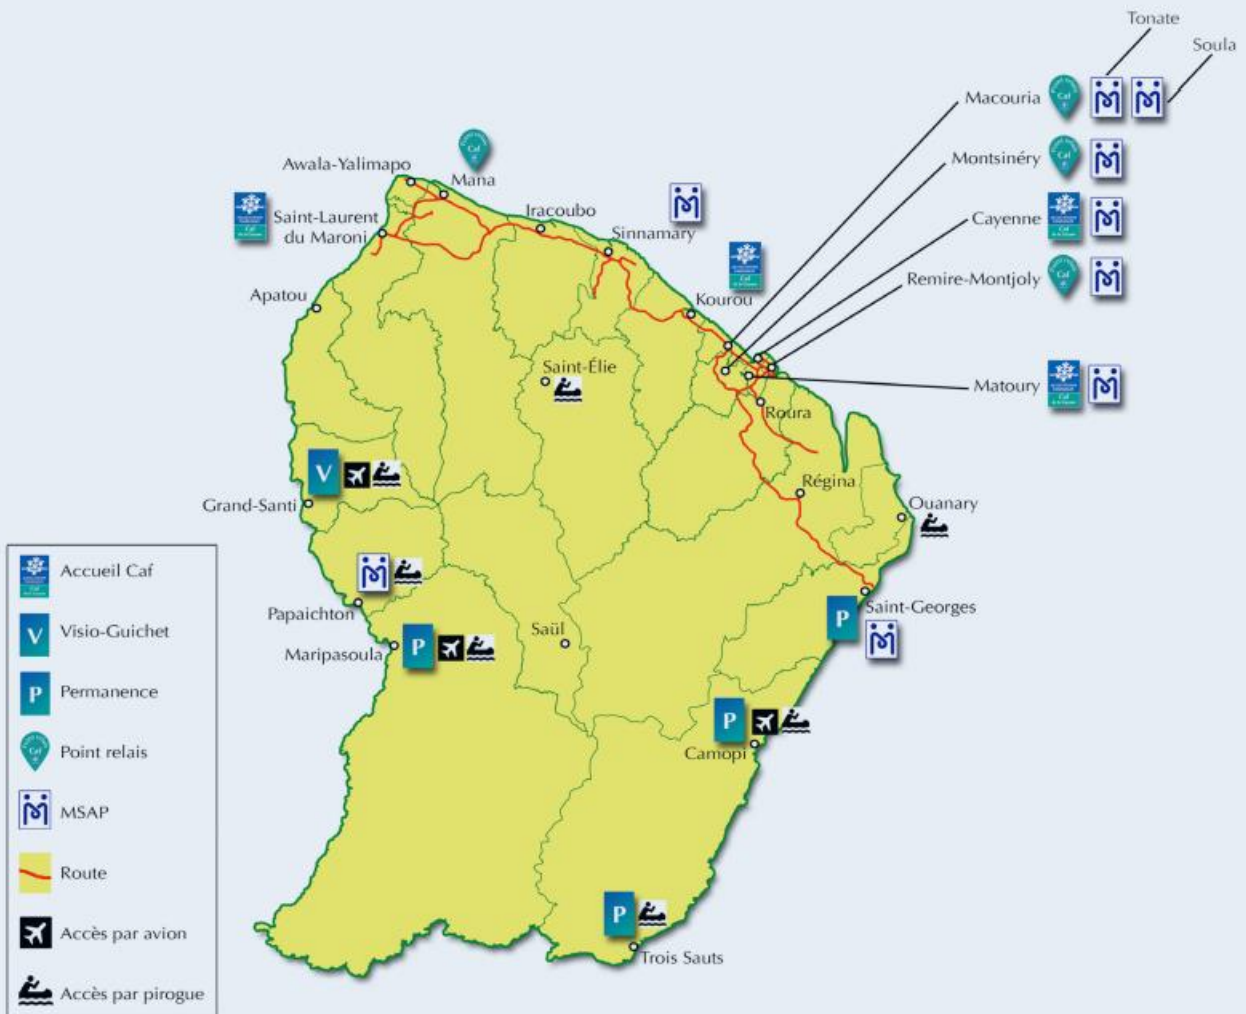 Tonate
Soula
Macouria
Montsinéry
Cayenne
Remire-Montjoly
Matoury
Awala-Yalimapo
Mana
Saint-Laurent
du Maroni
Iracoubo
Sinnamary
Kourou
Apatou
Saint-Élie
Roura
Régina
Ouanary
V
Grand-Santi
Papaichton
Maripasoula
P
Saül
Saint-Georges
P
P
Camopi
P
Trois Sauts
Accueil Caf
V
Visio-Guichet
P
Permanence
Caf
Point relais
MSAP
Route
Accès par avion
Accès par pirogue